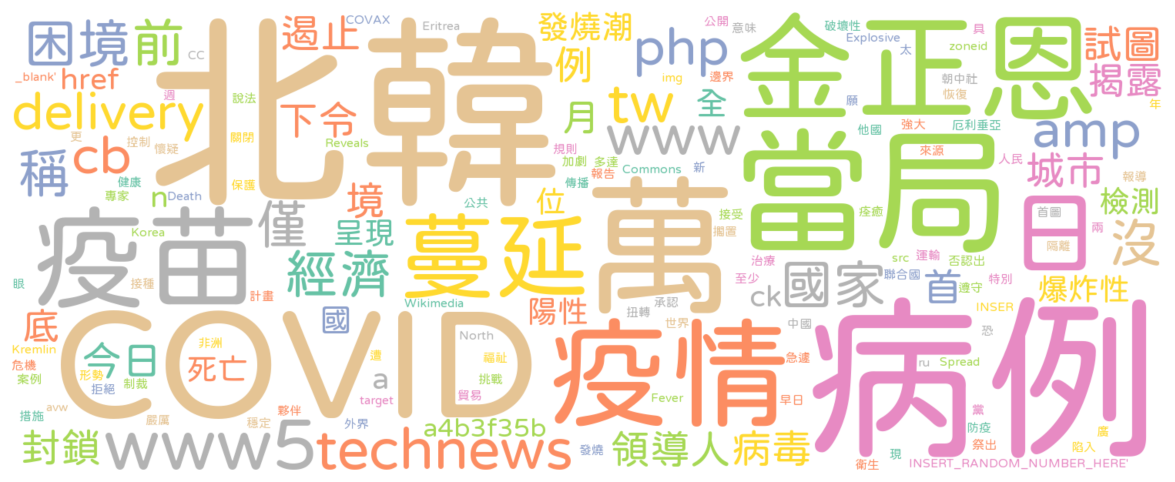 COVAX
Eritrea
公開
意味
破壞性
員
困境
前
CC
遏止
發燒潮
php
Explosive
太
zoneid
試圖
_blank'
href
北韓
例
img
邊界
金正恩
朝中社
揭露
delivery
週
說法
下令
月
tw
全
願
恢復
年
更
控制
關閉
Reveals
www
他國
強大
厄利垂亞
amp
稱
cb
懷疑
規則
加劇
多達
當局
來源
人民
城市
報導
健康
專家
n
Death
保護
境
傳播
報告
Commons
新
日
首圖
檢測
疫苗
僅
公共
位
萬
接受
痊癒
兩
沒
Korea
呈現
蔓延
擱置
治療
src
運輸
否認出
隔離
眼
接種
計畫
經濟
至少
ck
國家
聯合國
首
遵守
特別
爆炸性
Wikimedia
陽性
承認
扭轉
INSER
底
COVID
國
North
疫情
世界
中國
恐
病例
Kremlin
今日
非洲
死亡
遭
福祉
急遽
ru
Spread
危機
案例
形勢
拒絕
制裁
a
挑戰
貿易
target
Fever
早日
措施
avw
嚴厲
穩定
夥伴
外界
a4b3f35b
黨
防疫
廣
封鎖
www5
technews
發燒
領導人
病毒
現
祭出
陷入
衛生
INSERT_RANDOM_NUMBER_HERE'